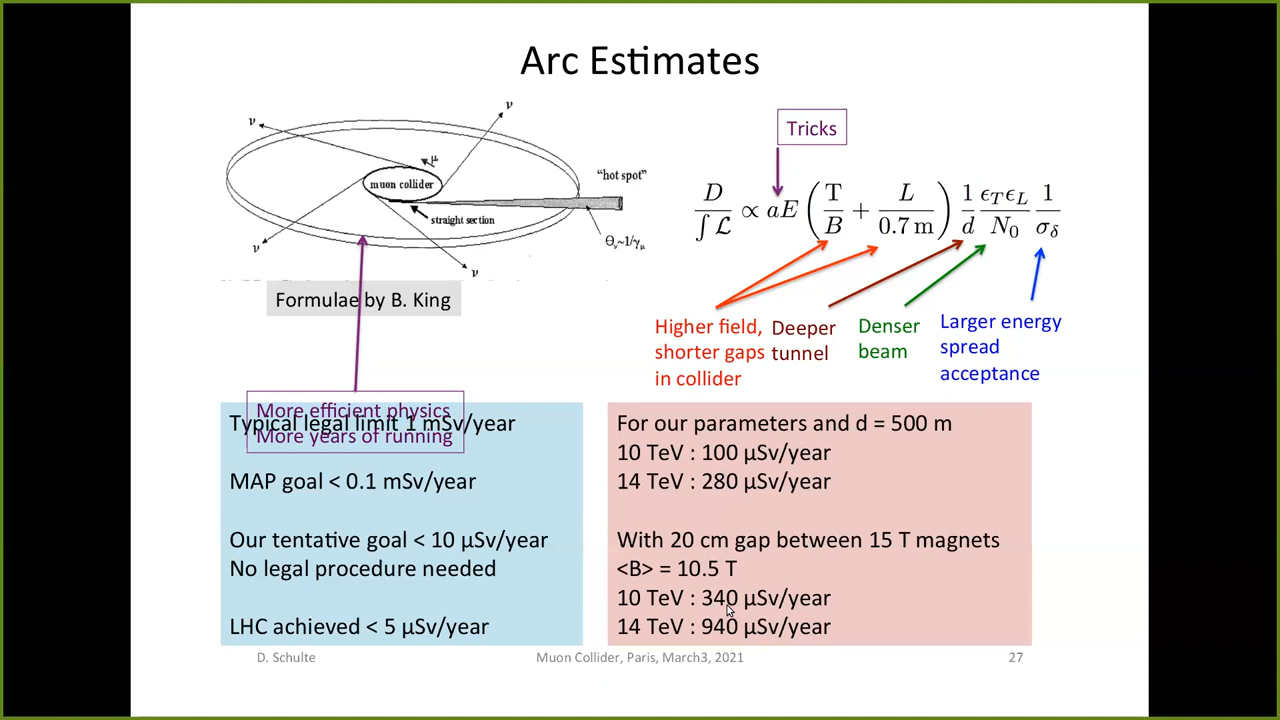 Arc Estimates
ν
ν
μ
muon collider
"hot spot"
straight section
θν~1/γμ
ν
ν
Formulae by B. King
Tricks
D/∫ℒ ∝ aE (T/B + L/0.7 m) 1/d ϵTϵL/N0 1/σδ
Higher field,
shorter gaps
in collider
Deeper
tunnel
Denser
beam
Larger energy
spread
acceptance
More efficient physics
More years of running
Typical legal limit 1 mSv/year
MAP goal < 0.1 mSv/year
Our tentative goal < 10 μSv/year
No legal procedure needed
LHC achieved < 5 μSv/year
For our parameters and d = 500 m
10 TeV : 100 μSv/year
14 TeV : 280 μSv/year
With 20 cm gap between 15 T magnets
<B> = 10.5 T
10 TeV : 340 μSv/year
14 TeV : 940 μSv/year
D. Schulte
Muon Collider, Paris, March3, 2021
27